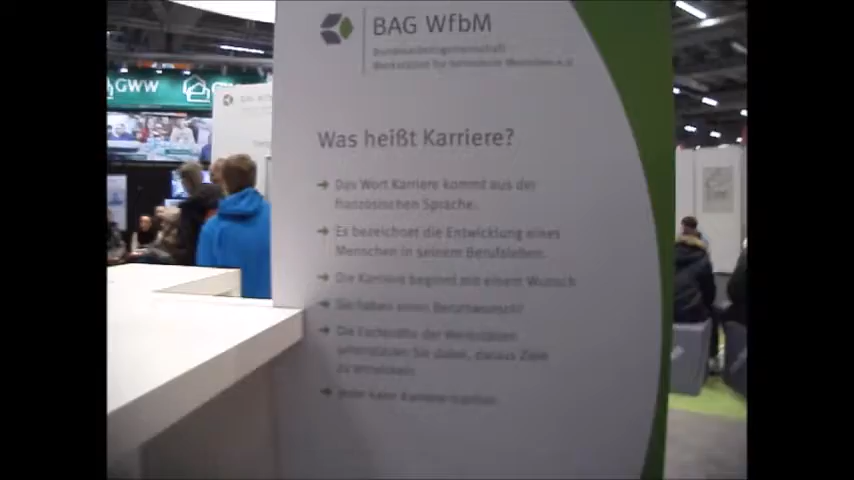 BAG WfbM
Bundesarbeitsgemeinschaft
Werkstätten für behinderte Menschen e.V.
GWW
BAG
Was heißt Karriere?
→ Das Wort Karriere kommt aus der
französischen Sprache.
→ Es bezeichnet die Entwicklung eines
Menschen in seinem Berufsleben.
→ Die Karriere beginnt mit einem Wunsch
→ Sie haben einen Berufswunsch?
→ Die Fachkräfte der Werkstätten
unterstützen Sie dabei, daraus Ziele
zu entwickeln.
→ Jeder kann Karriere machen.